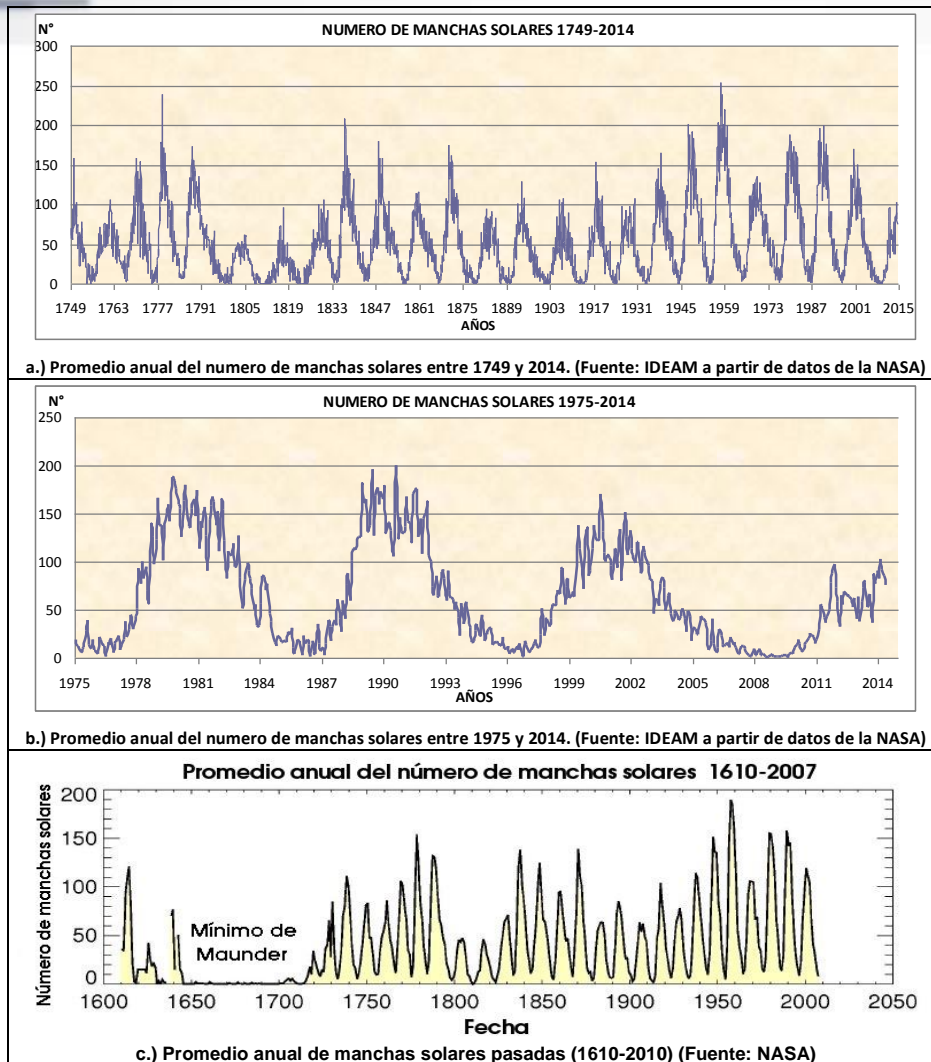 N° NUMERO DE MANCHAS SOLARES 1749-2014
300
250
200
150
100
50
0
1749 1763 1777 1791 1805 1819 1833 1847 1861 1875 1889 1903 1917 1931 1945 1959 1973 1987 2001 2015
AÑOS
a.) Promedio anual del numero de manchas solares entre 1749 y 2014. (Fuente: IDEAM a partir de datos de la NASA)
N° NUMERO DE MANCHAS SOLARES 1975-2014
250
200
150
100
50
0
1975 1978 1981 1984 1987 1990 1993 1996 1999 2002 2005 2008 2011 2014
AÑOS
b.) Promedio anual del numero de manchas solares entre 1975 y 2014. (Fuente: IDEAM a partir de datos de la NASA)
Promedio anual del número de manchas solares 1610-2007
Número de manchas solares
200
150
100
50
0
Mínimo de
Maunder
1600 1650 1700 1750 1800 1850 1900 1950 2000 2050
Fecha
c.) Promedio anual de manchas solares pasadas (1610-2010) (Fuente: NASA)